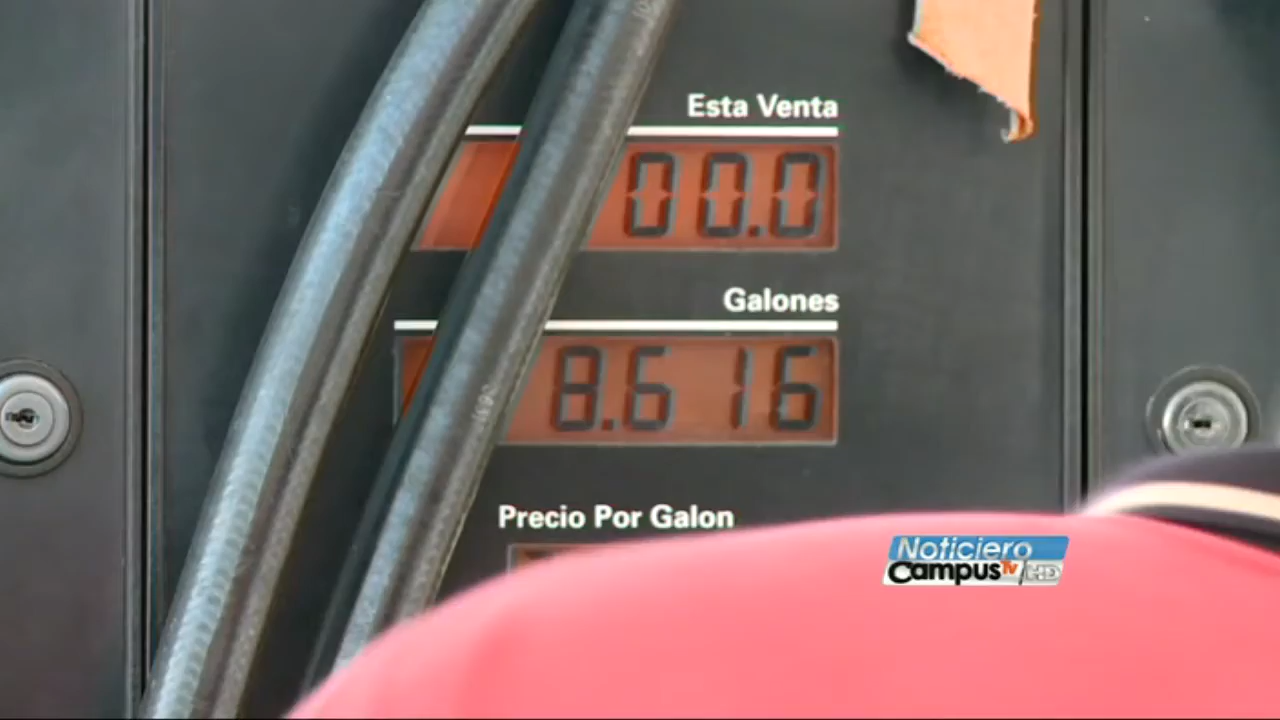 Esta Venta
00.0
Galones
8.616
Precio Por Galon
Noticiero
Campus Tv HD